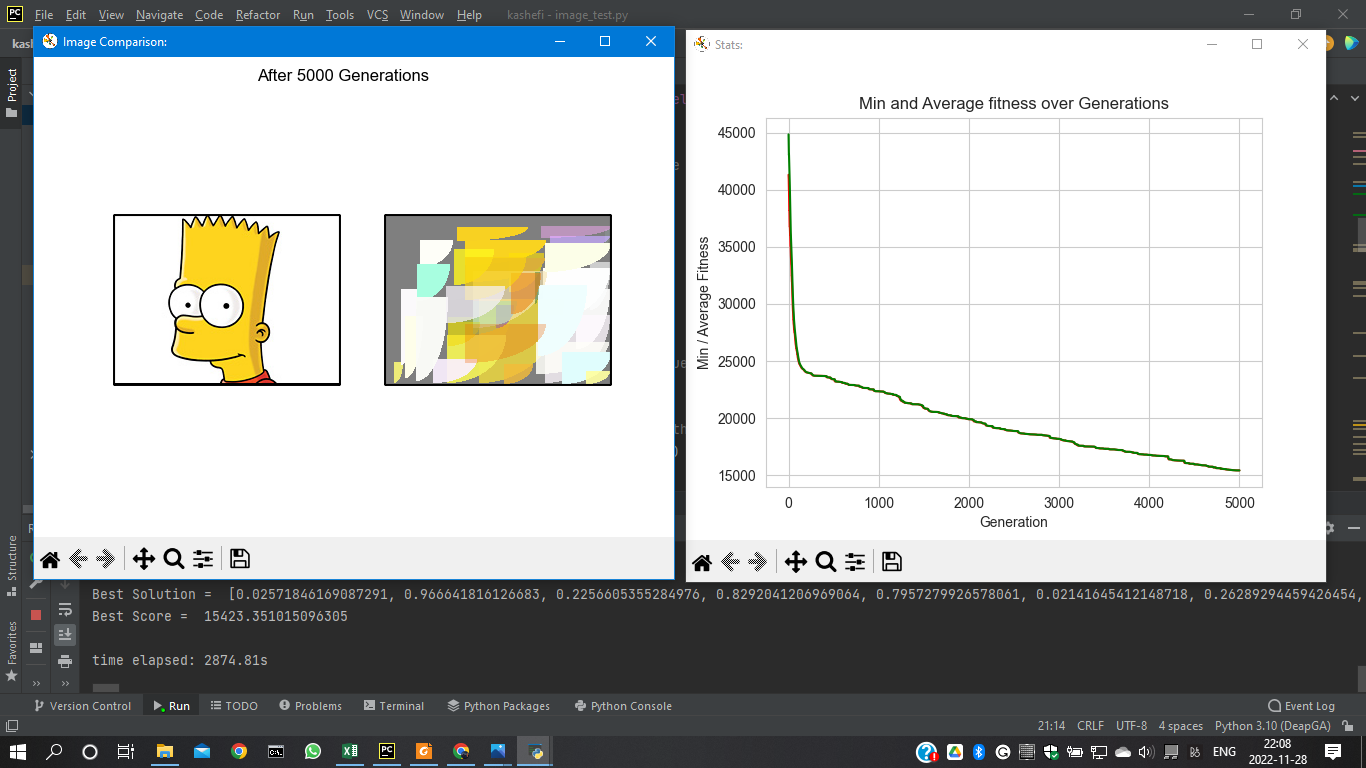 PC File Edit View Navigate Code Refactor Run Tools VCS Window Help kashefi - image_test.py
Image Comparison:
Stats:
Project
After 5000 Generations
Min and Average fitness over Generations
45000
40000
35000
30000
25000
20000
15000
Min / Average Fitness
0 1000 2000 3000 4000 5000
Generation
Structure
Favorites
Best Solution = [0.02571846169087291, 0.966641816126683, 0.2256605355284976, 0.8292041206969064, 0.7957279926578061, 0.02141645412148718, 0.26289294459426454,
Best Score = 15423.351015096305
time elapsed: 2874.81s
Version Control Run TODO Problems Terminal Python Packages Python Console Event Log
21:14 CRLF UTF-8 4 spaces Python 3.10 (DeapGA)
ENG
22:08
2022-11-28